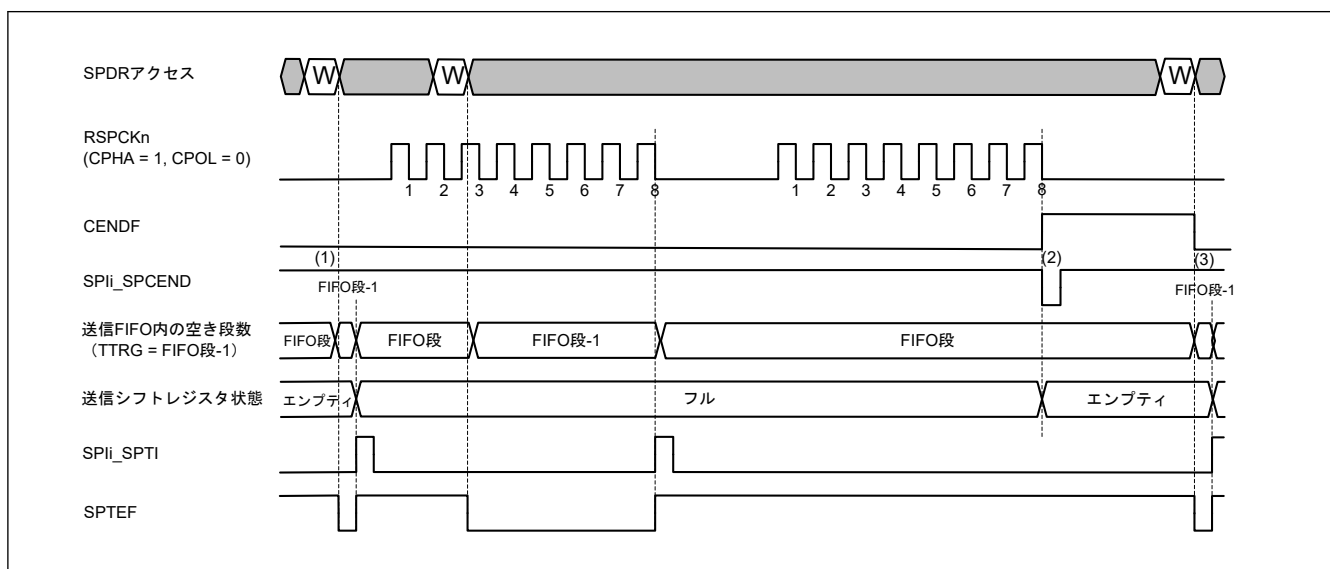 SPDRアクセス
W W W
RSPCKn
(CPHA = 1, CPOL = 0)
1 2 3 4 5 6 7 8 1 2 3 4 5 6 7 8
CENDF
(1) (2) (3)
SPIi_SPCEND
FIFO段-1 FIFO段-1
送信FIFO内の空き段数
（TTRG = FIFO段-1）
FIFO段 FIFO段 FIFO段-1 FIFO段
送信シフトレジスタ状態 エンプティ フル エンプティ
SPIi_SPTI
SPTEF